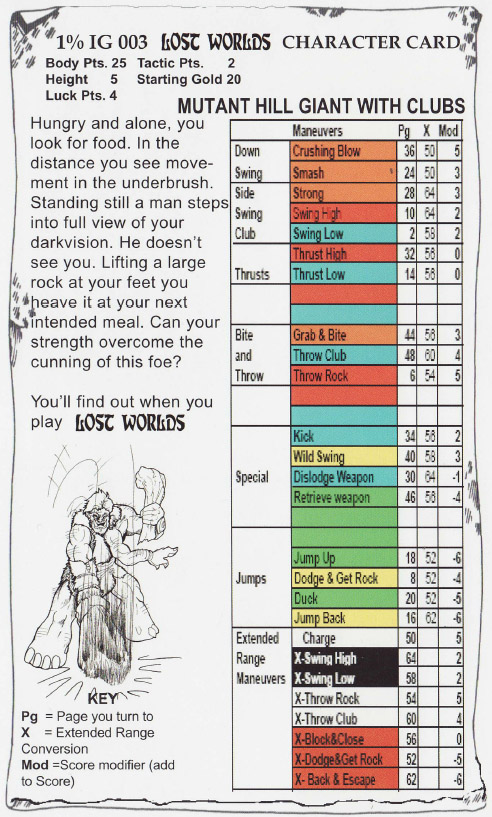 1% IG 003 LOST WORLDS CHARACTER CARD
Body Pts. 25 Tactic Pts. 2
Height 5 Starting Gold 20
Luck Pts. 4
MUTANT HILL GIANT WITH CLUBS
Hungry and alone, you
look for food. In the
distance you see move-
ment in the underbrush.
Standing still a man steps
into full view of your
darkvision. He doesn't
see you. Lifting a large
rock at your feet you
heave it at your next
intended meal. Can your
strength overcome the
cunning of this foe?
You'll find out when you
play LOST WORLDS
KEY
Pg = Page you turn to
X = Extended Range
Conversion
Mod =Score modifier (add
to Score)
Maneuvers Pg X Mod
Down Crushing Blow 36 50 5
Swing Smash 24 50 3
Side Strong 28 64 3
Swing Swing High 10 64 2
Club Swing Low 2 58 2
Thrust High 32 56 0
Thrusts Thrust Low 14 56 0
Bite Grab & Bite 44 56 3
and Throw Club 48 60 4
Throw Throw Rock 6 54 5
Kick 34 56 2
Wild Swing 40 58 3
Special Dislodge Weapon 30 64 -1
Retrieve weapon 46 56 -4
Jump Up 18 52 -6
Jumps Dodge & Get Rock 8 52 -4
Duck 20 52 -5
Jump Back 16 62 -6
Extended Charge 50 5
Range X-Swing High 64 2
Maneuvers X-Swing Low 58 2
X-Throw Rock 54 5
X-Throw Club 60 4
X-Block&Close 56 0
X-Dodge&Get Rock 52 -5
X- Back & Escape 62 -6